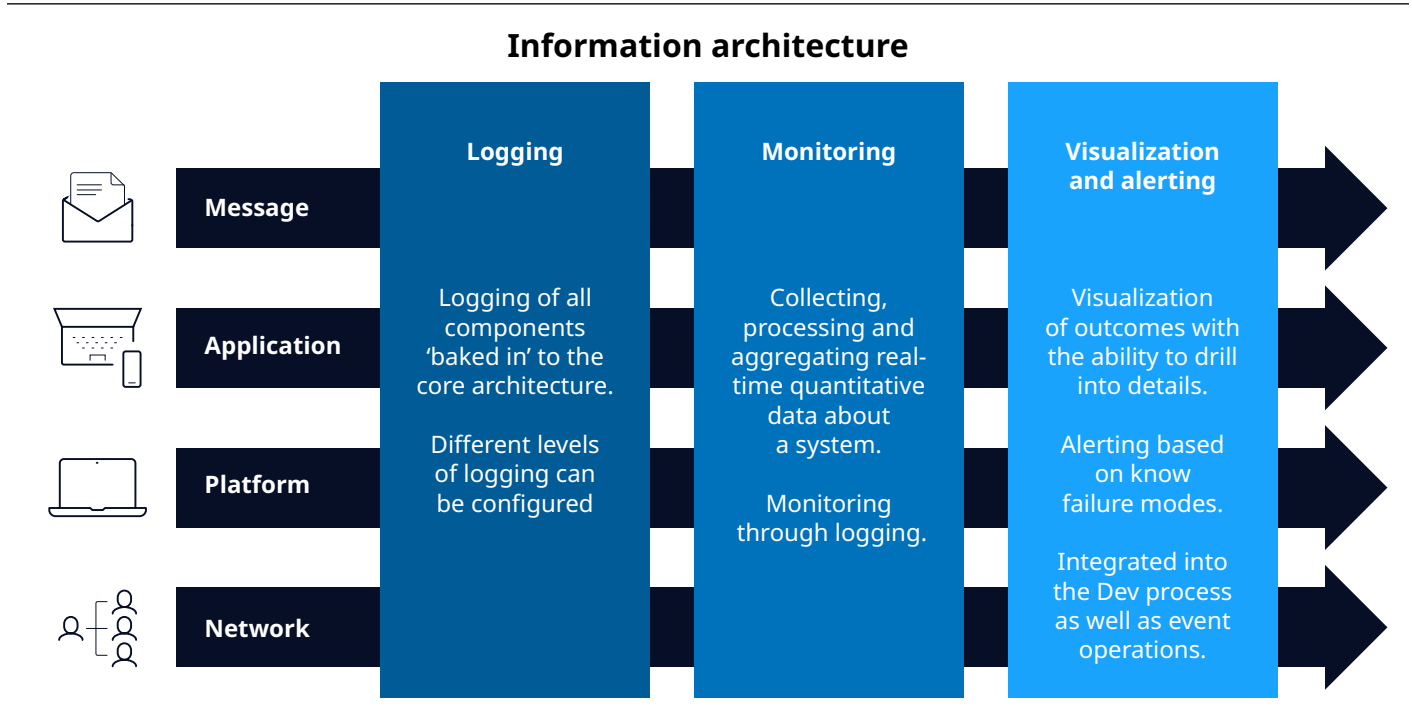 Information architecture
Logging
Monitoring
Visualization
and alerting
Message
Application
Platform
Network
Logging of all
components
‘baked in’ to the
core architecture.
Different levels
of logging can
be configured
Collecting,
processing and
aggregating real-
time quantitative
data about
a system.
Monitoring
through logging.
Visualization
of outcomes with
the ability to drill
into details.
Alerting based
on know
failure modes.
Integrated into
the Dev process
as well as event
operations.